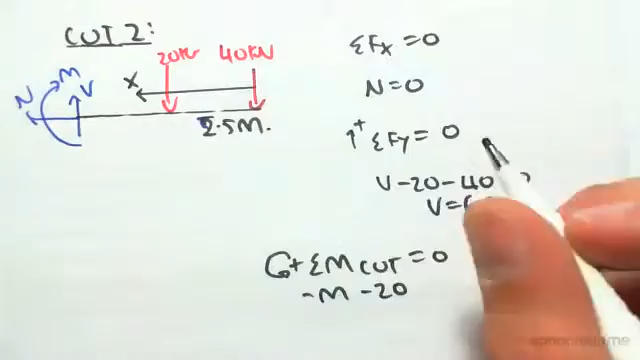 CUT 2:
20KN 40KN
X
N M V
2.5M.
ΣFx = 0
N = 0
↑+ ΣFy = 0
V - 20 - 40
V =
+ ΣM CUT = 0
- M - 20